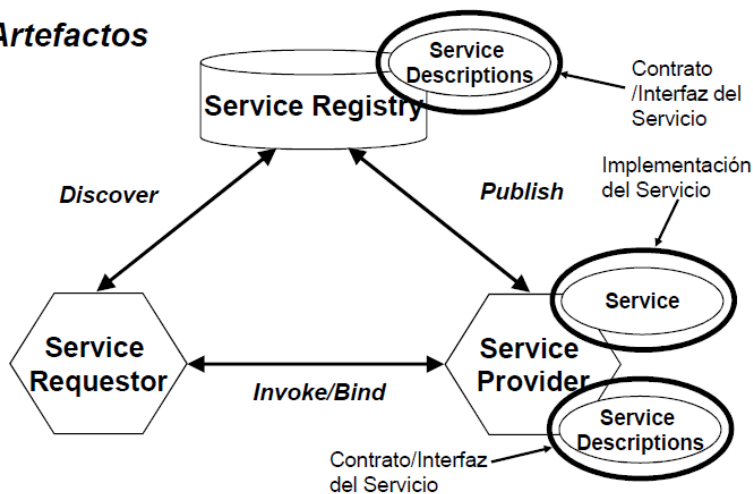 Artefactos
Service
Descriptions
Contrato
/Interfaz del
Servicio
Service Registry
Implementación
del Servicio
Discover
Publish
Service
Service
Requestor
Service
Provider
Invoke/Bind
Service
Descriptions
Contrato/Interfaz
del Servicio